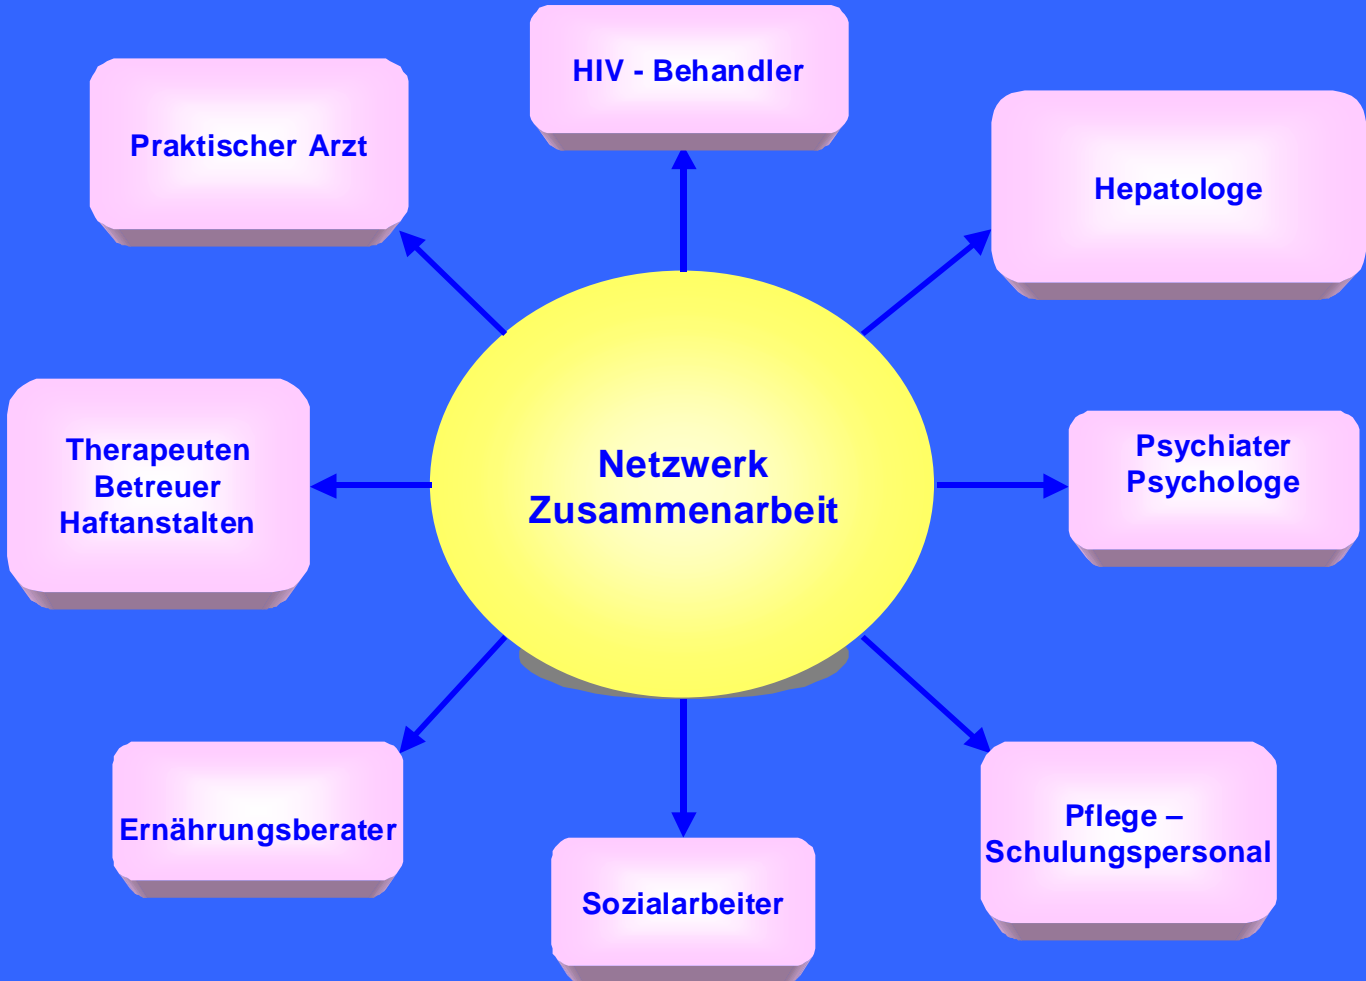 HIV - Behandler
Praktischer Arzt
Hepatologe
Therapeuten
Betreuer
Haftanstalten
Netzwerk
Zusammenarbeit
Psychiater
Psychologe
Ernährungsberater
Sozialarbeiter
Pflege –
Schulungspersonal